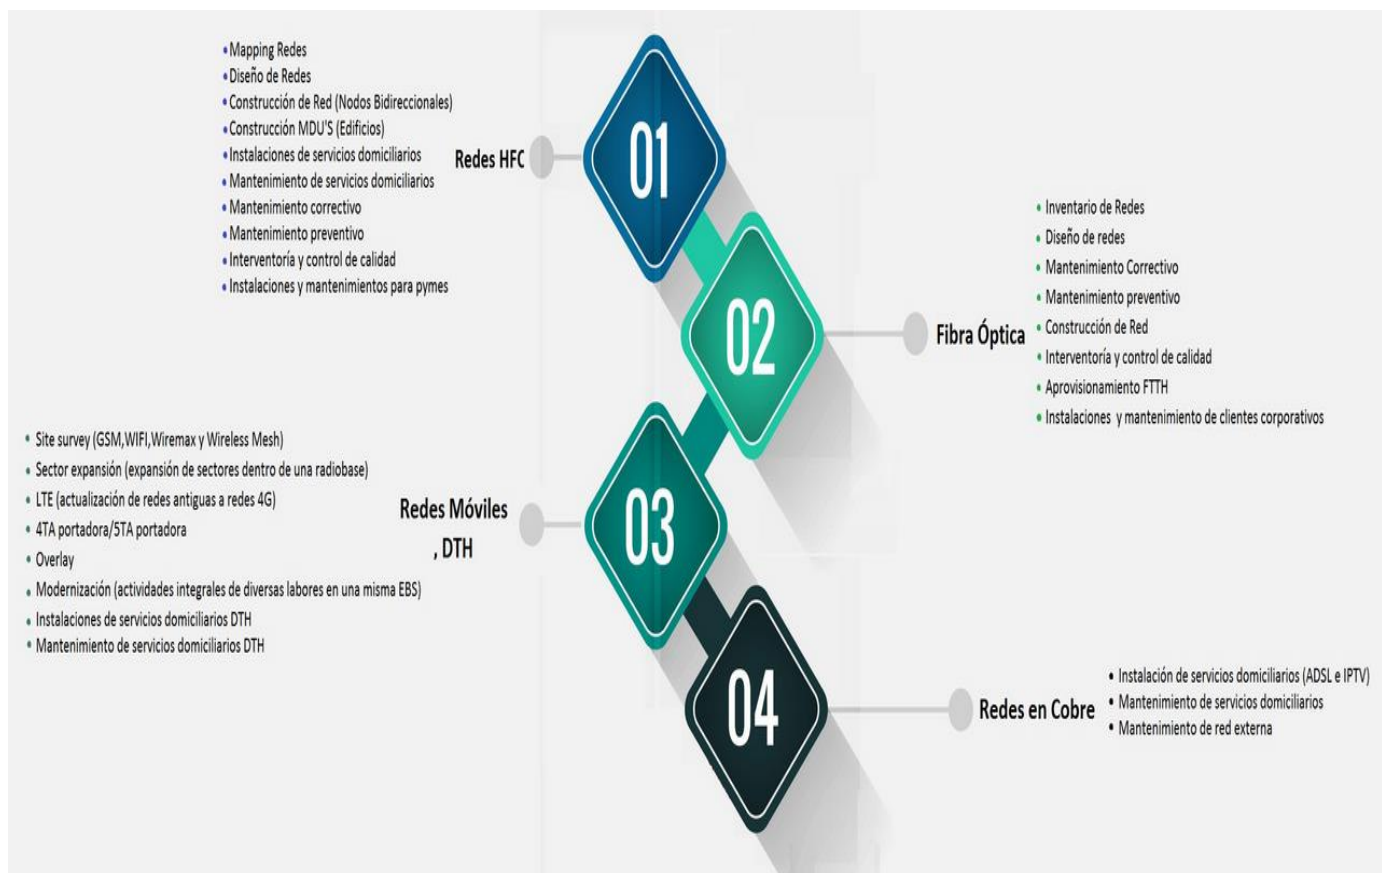 01
Redes HFC
Mapping Redes
Diseño de Redes
Construcción de Red (Nodos Bidireccionales)
Construcción MDU'S (Edificios)
Instalaciones de servicios domiciliarios
Mantenimiento de servicios domiciliarios
Mantenimiento correctivo
Mantenimiento preventivo
Interventoría y control de calidad
Instalaciones y mantenimientos para pymes
02
Fibra Óptica
Inventario de Redes
Diseño de redes
Mantenimiento Correctivo
Mantenimiento preventivo
Construcción de Red
Interventoría y control de calidad
Aprovisionamiento FTTH
Instalaciones y mantenimiento de clientes corporativos
03
Redes Móviles
, DTH
Site survey (GSM,WIFI,Wiremax y Wireless Mesh)
Sector expansión (expansión de sectores dentro de una radiobase)
LTE (actualización de redes antiguas a redes 4G)
4TA portadora/5TA portadora
Overlay
Modernización (actividades integrales de diversas labores en una misma EBS)
Instalaciones de servicios domiciliarios DTH
Mantenimiento de servicios domiciliarios DTH
04
Redes en Cobre
Instalación de servicios domiciliarios (ADSL e IPTV)
Mantenimiento de servicios domiciliarios
Mantenimiento de red externa